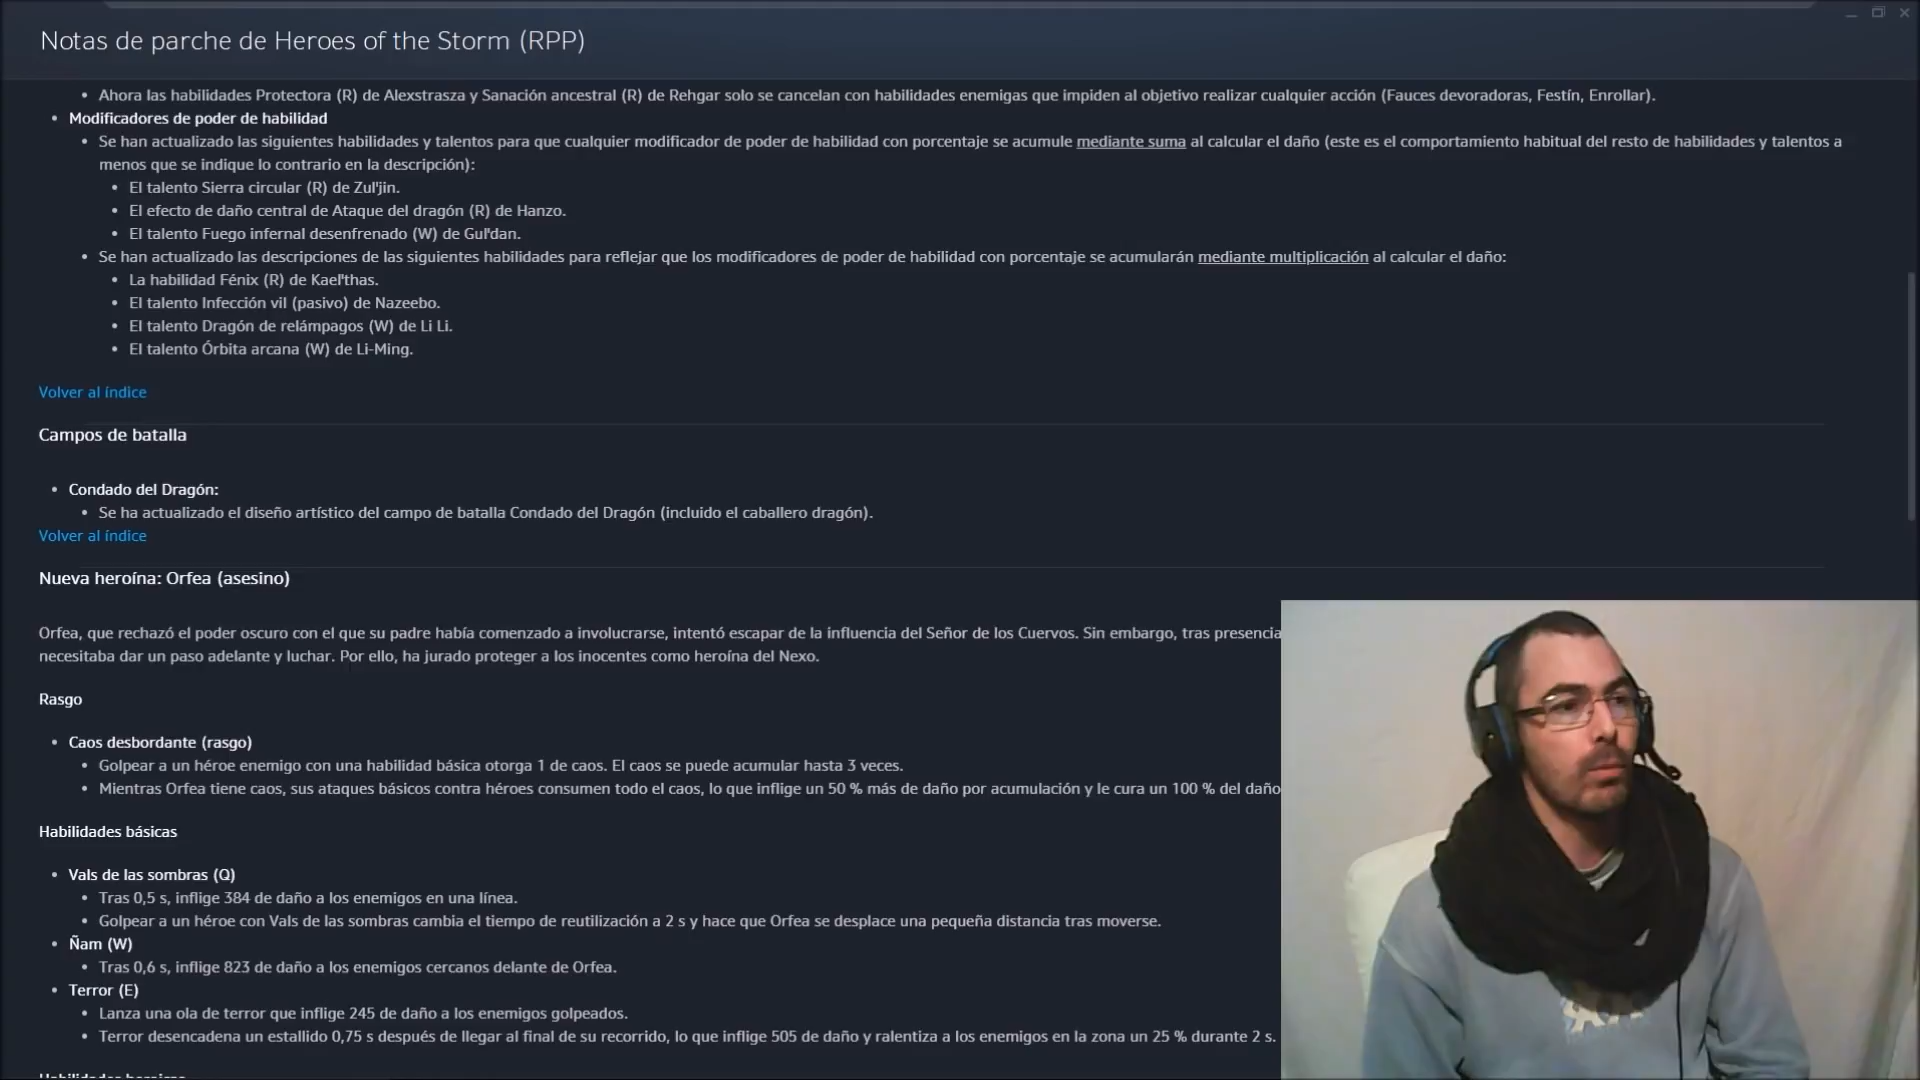 Notas de parche de Heroes of the Storm (RPP)
Ahora las habilidades Protectora (R) de Alexstrasza y Sanación ancestral (R) de Rehgar solo se cancelan con habilidades enemigas que impiden al objetivo realizar cualquier acción (Fauces devoradoras, Festín, Enrollar).
Modificadores de poder de habilidad
Se han actualizado las siguientes habilidades y talentos para que cualquier modificador de poder de habilidad con porcentaje se acumule mediante suma al calcular el daño (este es el comportamiento habitual del resto de habilidades y talentos a
menos que se indique lo contrario en la descripción):
El talento Sierra circular (R) de Zul'jin.
El efecto de daño central de Ataque del dragón (R) de Hanzo.
El talento Fuego infernal desenfrenado (W) de Gul'dan.
Se han actualizado las descripciones de las siguientes habilidades para reflejar que los modificadores de poder de habilidad con porcentaje se acumularán mediante multiplicación al calcular el daño:
La habilidad Fénix (R) de Kael'thas.
El talento Infección vil (pasivo) de Nazeebo.
El talento Dragón de relámpagos (W) de Li Li.
El talento Órbita arcana (W) de Li-Ming.
Volver al índice
Campos de batalla
Condado del Dragón:
Se ha actualizado el diseño artístico del campo de batalla Condado del Dragón (incluido el caballero dragón).
Volver al índice
Nueva heroína: Orfea (asesino)
Orfea, que rechazó el poder oscuro con el que su padre había comenzado a involucrarse, intentó escapar de la influencia del Señor de los Cuervos. Sin embargo, tras presencia
necesitaba dar un paso adelante y luchar. Por ello, ha jurado proteger a los inocentes como heroína del Nexo.
Rasgo
Caos desbordante (rasgo)
Golpear a un héroe enemigo con una habilidad básica otorga 1 de caos. El caos se puede acumular hasta 3 veces.
Mientras Orfea tiene caos, sus ataques básicos contra héroes consumen todo el caos, lo que inflige un 50 % más de daño por acumulación y le cura un 100 % del daño
Habilidades básicas
Vals de las sombras (Q)
Tras 0,5 s, inflige 384 de daño a los enemigos en una línea.
Golpear a un héroe con Vals de las sombras cambia el tiempo de reutilización a 2 s y hace que Orfea se desplace una pequeña distancia tras moverse.
Ñam (W)
Tras 0,6 s, inflige 823 de daño a los enemigos cercanos delante de Orfea.
Terror (E)
Lanza una ola de terror que inflige 245 de daño a los enemigos golpeados.
Terror desencadena un estallido 0,75 s después de llegar al final de su recorrido, lo que inflige 505 de daño y ralentiza a los enemigos en la zona un 25 % durante 2 s.
Habilidades heroicas